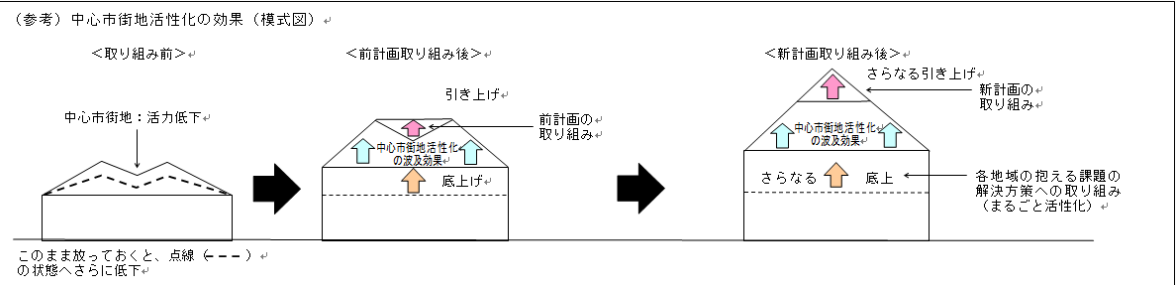 （参考）中心市街地活性化の効果（模式図）
＜取り組み前＞
中心市街地：活力低下
このまま放っておくと、点線（----）
の状態へさらに低下
＜前計画取り組み後＞
引き上げ
前計画の
取り組み
中心市街地活性化
の波及効果
底上げ
＜新計画取り組み後＞
さらなる引き上げ
新計画の
取り組み
中心市街地活性化
の波及効果
さらなる 底上
各地域の抱える課題の
解決方策への取り組み
（まるごと活性化）